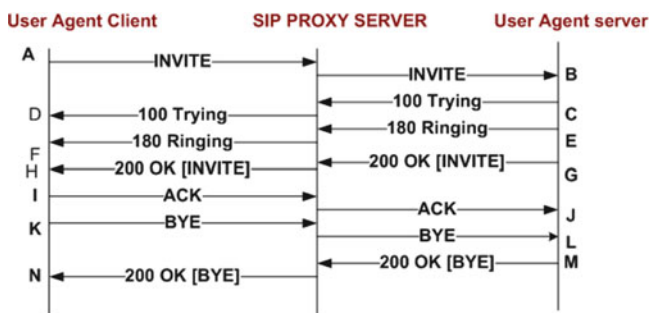 User Agent Client SIP PROXY SERVER User Agent server
A INVITE
INVITE B
100 Trying C
D 100 Trying
180 Ringing E
F 180 Ringing
200 OK [INVITE] G
H 200 OK [INVITE]
I ACK
ACK J
K BYE
BYE L
200 OK [BYE] M
N 200 OK [BYE]